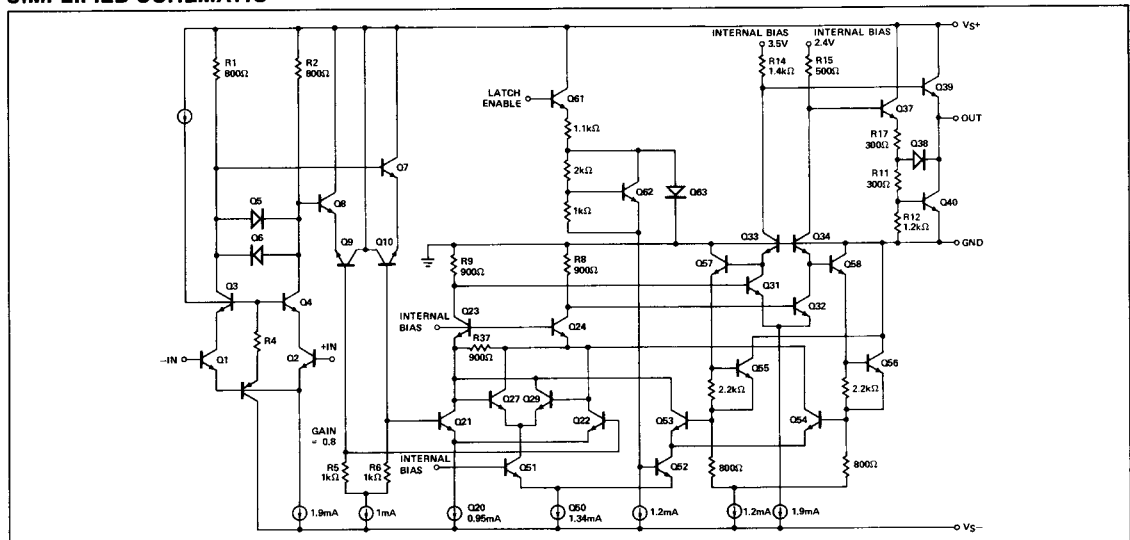 SIMPLIFIED SCHEMATIC
INTERNAL BIAS
3.5V
INTERNAL BIAS
2.4V
VS+
R1
800Ω
R2
800Ω
R14
1.4kΩ
R15
500Ω
Q39
LATCH
ENABLE
Q61
Q37
OUT
1.1kΩ
R17
300Ω
Q38
Q7
2kΩ
Q8
Q62
Q63
R11
300Ω
Q5
1kΩ
Q40
Q9
Q10
R12
1.2kΩ
Q6
Q33
Q34
GND
R9
900Ω
R8
900Ω
Q57
Q58
Q3
Q4
Q31
Q32
Q23
INTERNAL
BIAS
Q24
R4
R37
900Ω
−IN
Q1
Q2
+IN
Q55
Q56
2.2kΩ
2.2kΩ
Q27
Q29
Q21
Q22
Q53
Q54
GAIN
= 0.8
INTERNAL
BIAS
R5
1kΩ
R6
1kΩ
Q51
Q52
800Ω
800Ω
1.9mA
1mA
Q20
0.95mA
Q50
1.34mA
1.2mA
1.2mA
1.9mA
VS−